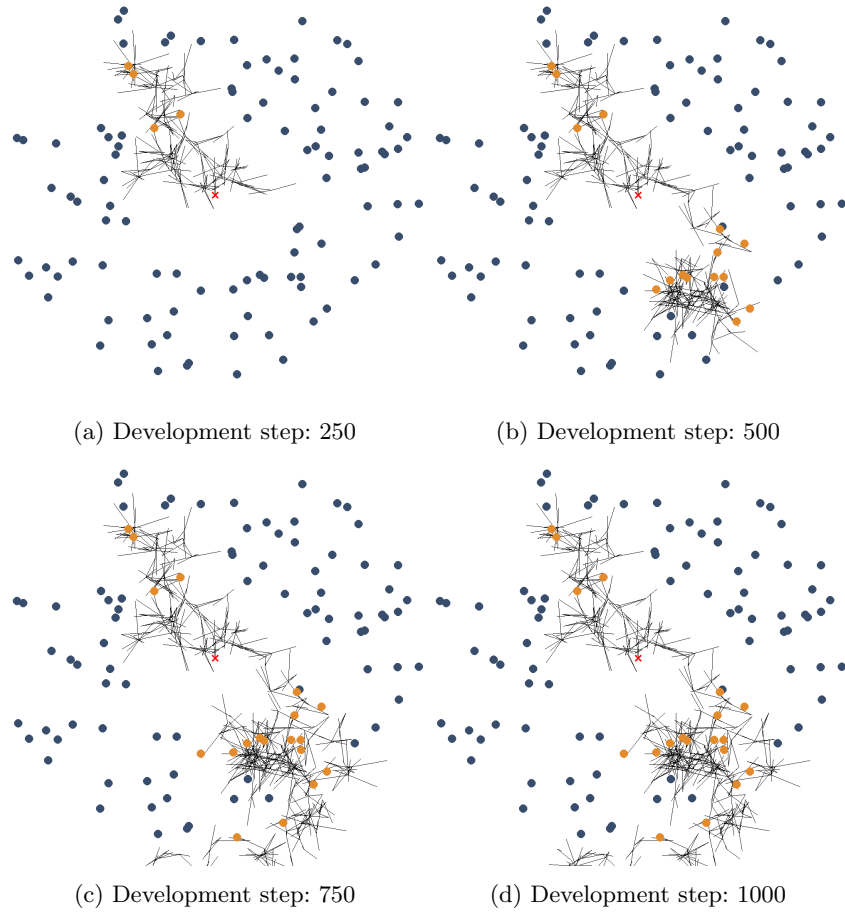 (a) Development step: 250
(b) Development step: 500
(c) Development step: 750
(d) Development step: 1000